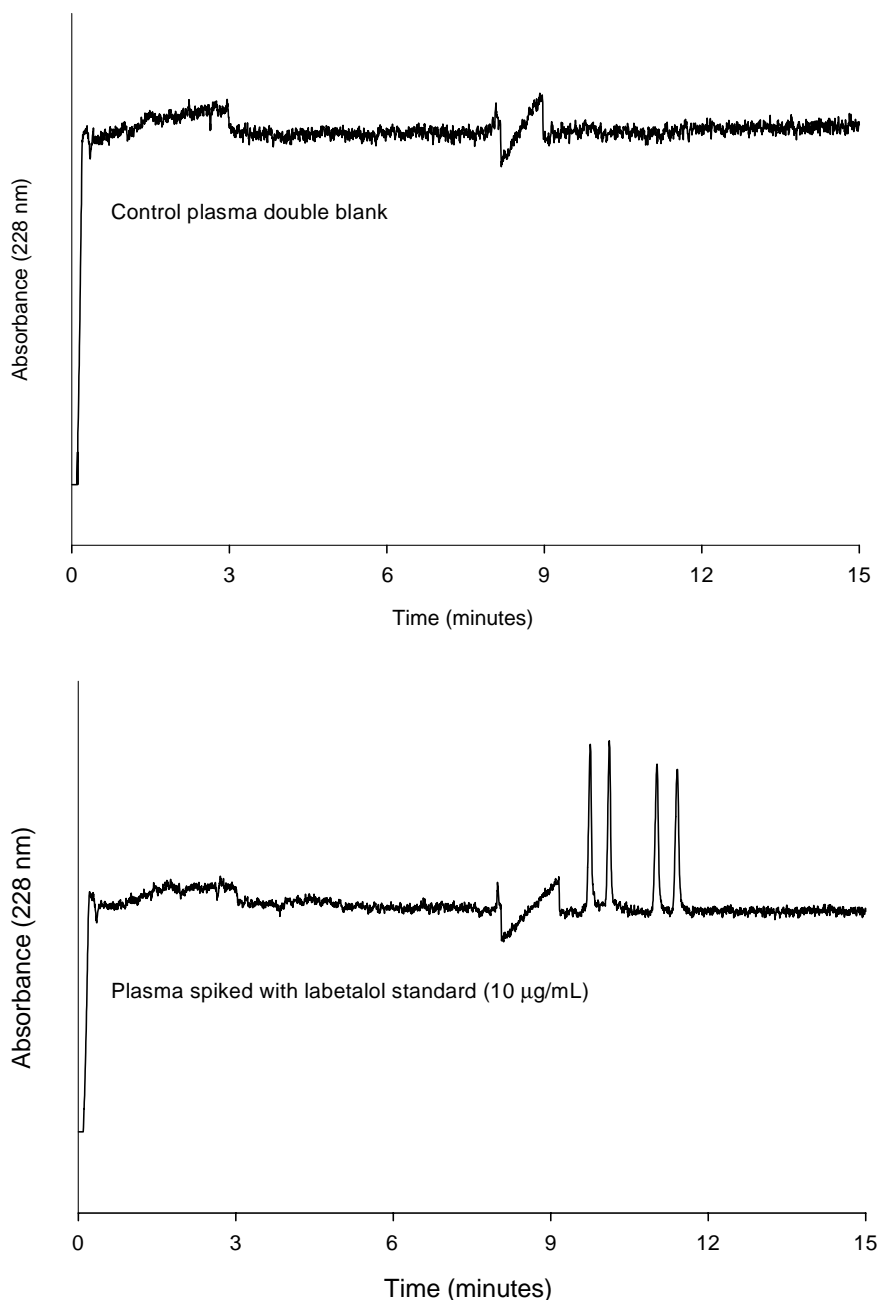 Absorbance (228 nm)
Control plasma double blank
0 3 6 9 12 15
Time (minutes)
Absorbance (228 nm)
Plasma spiked with labetalol standard (10 μg/mL)
0 3 6 9 12 15
Time (minutes)